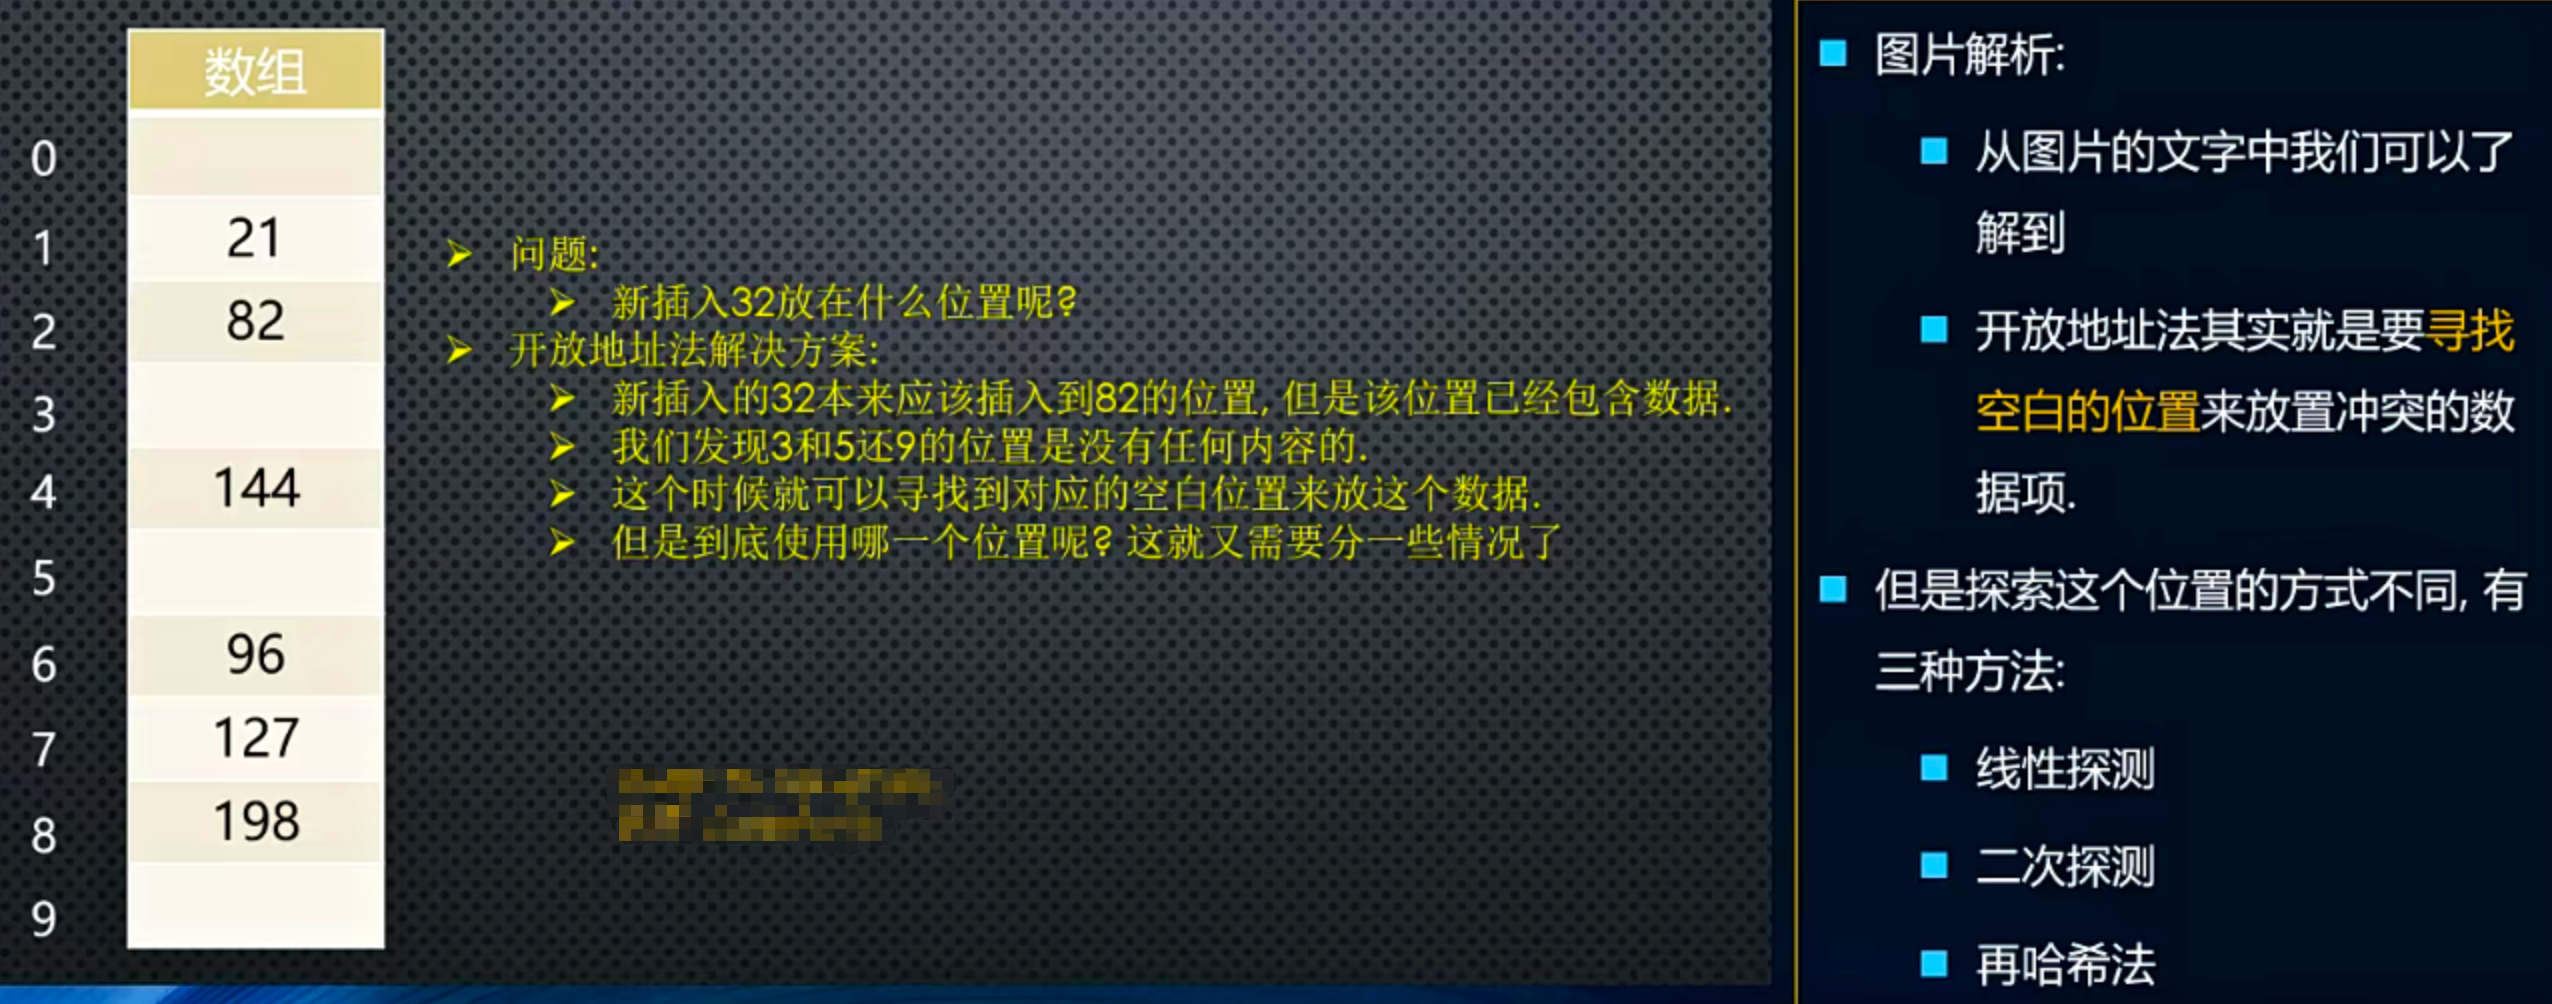 数组
0
1 21
2 82
3
4 144
5
6 96
7 127
8 198
9
问题:
新插入32放在什么位置呢?
开放地址法解决方案:
新插入的32本来应该插入到82的位置, 但是该位置已经包含数据.
我们发现3和5还9的位置是没有任何内容的.
这个时候就可以寻找到对应的空白位置来放这个数据.
但是到底使用哪一个位置呢? 这就又需要分一些情况了
图片解析:
从图片的文字中我们可以了
解到
开放地址法其实就是要寻找
空白的位置来放置冲突的数
据项.
但是探索这个位置的方式不同, 有
三种方法:
线性探测
二次探测
再哈希法